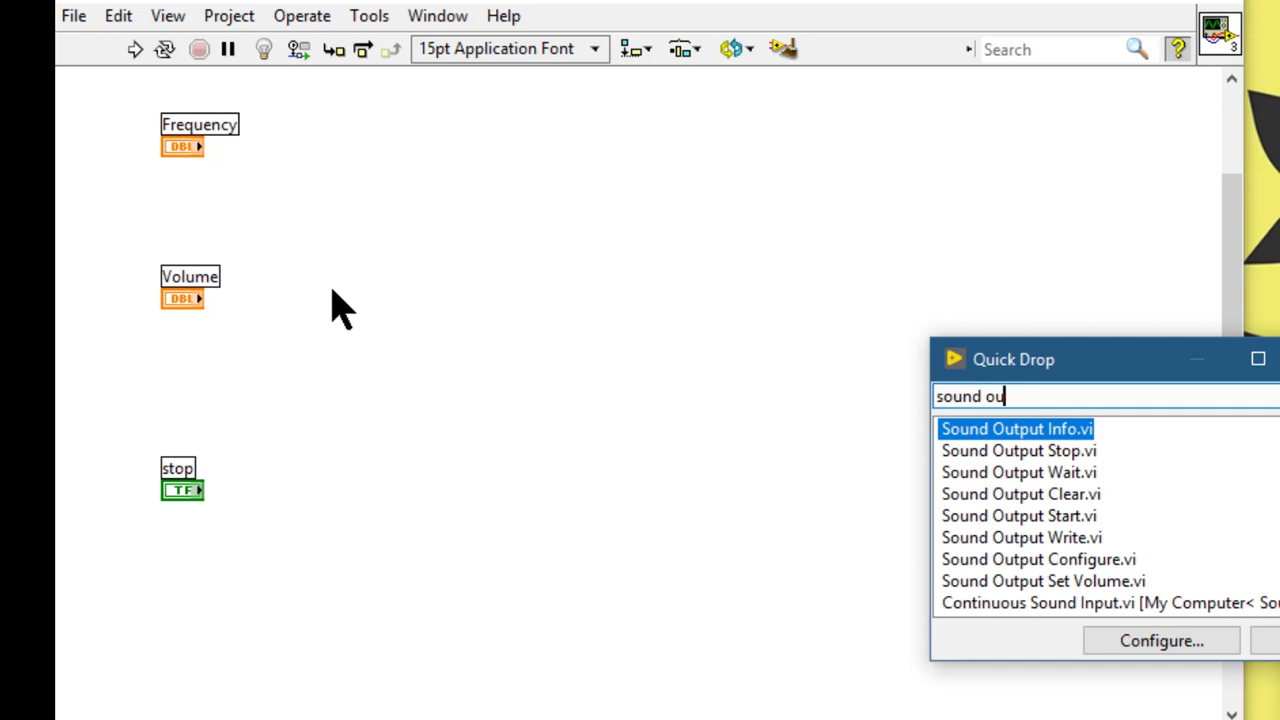 File Edit View Project Operate Tools Window Help
15pt Application Font
Search
?
3
Frequency
DBL
Volume
DBL
stop
TF
Quick Drop
sound ou
Sound Output Info.vi
Sound Output Stop.vi
Sound Output Wait.vi
Sound Output Clear.vi
Sound Output Start.vi
Sound Output Write.vi
Sound Output Configure.vi
Sound Output Set Volume.vi
Continuous Sound Input.vi [My Computer< Sou
Configure...